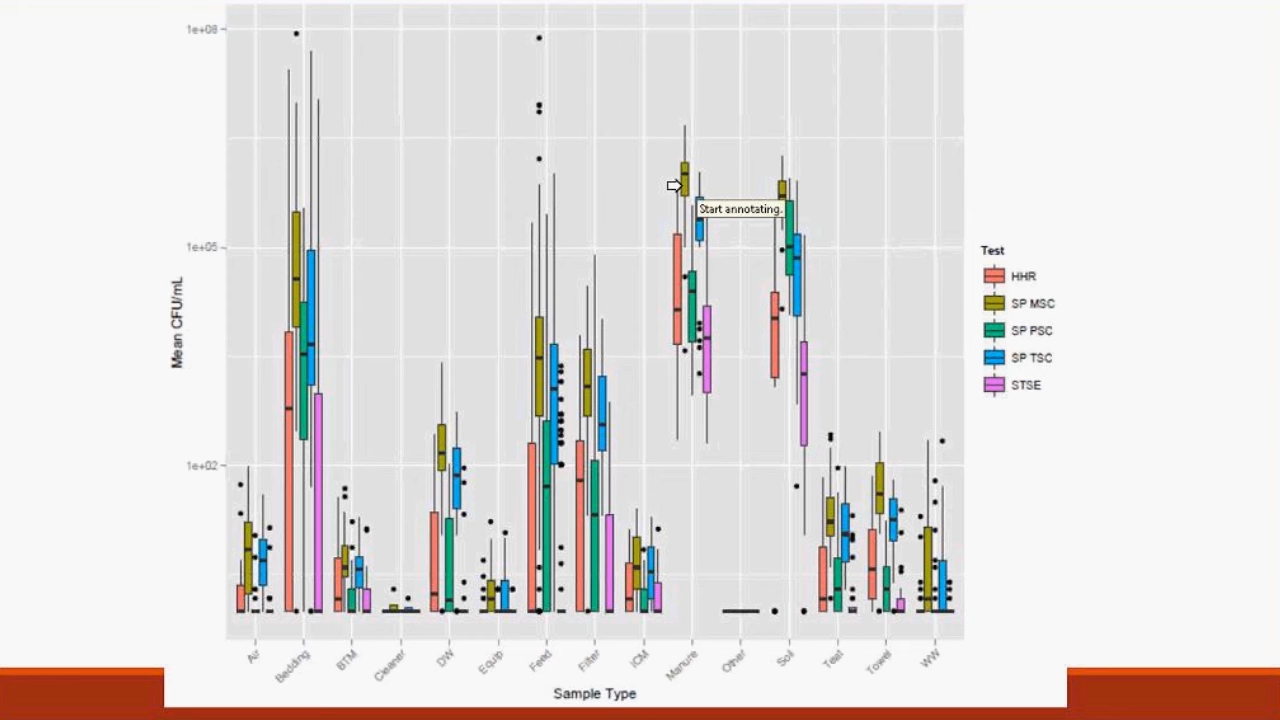 1e+08
1e+05
1e+02
Mean CFU/mL
Start annotating.
Test
HHR
SP MSC
SP PSC
SP TSC
STSE
Air
Bedding
BTM
Cleaner
DW
Equip
Feed
Filter
ICM
Manure
Other
Soil
Teat
Towel
WW
Sample Type